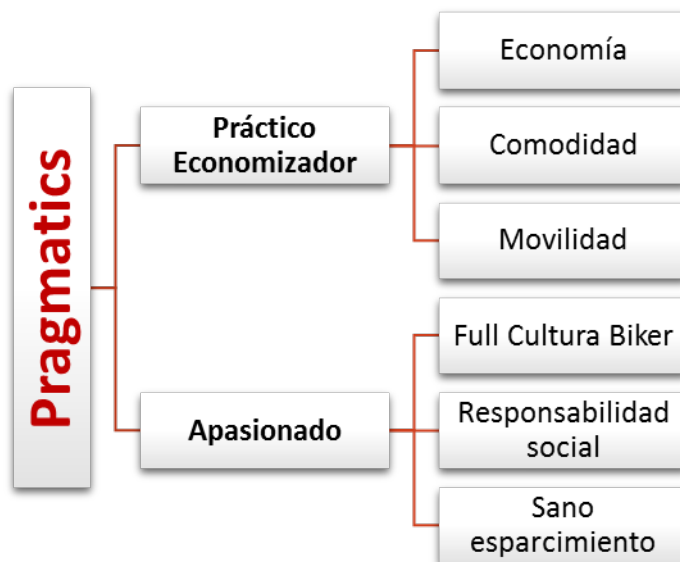 Pragmatics
Práctico
Economizador
Economía
Comodidad
Movilidad
Apasionado
Full Cultura Biker
Responsabilidad
social
Sano
esparcimiento